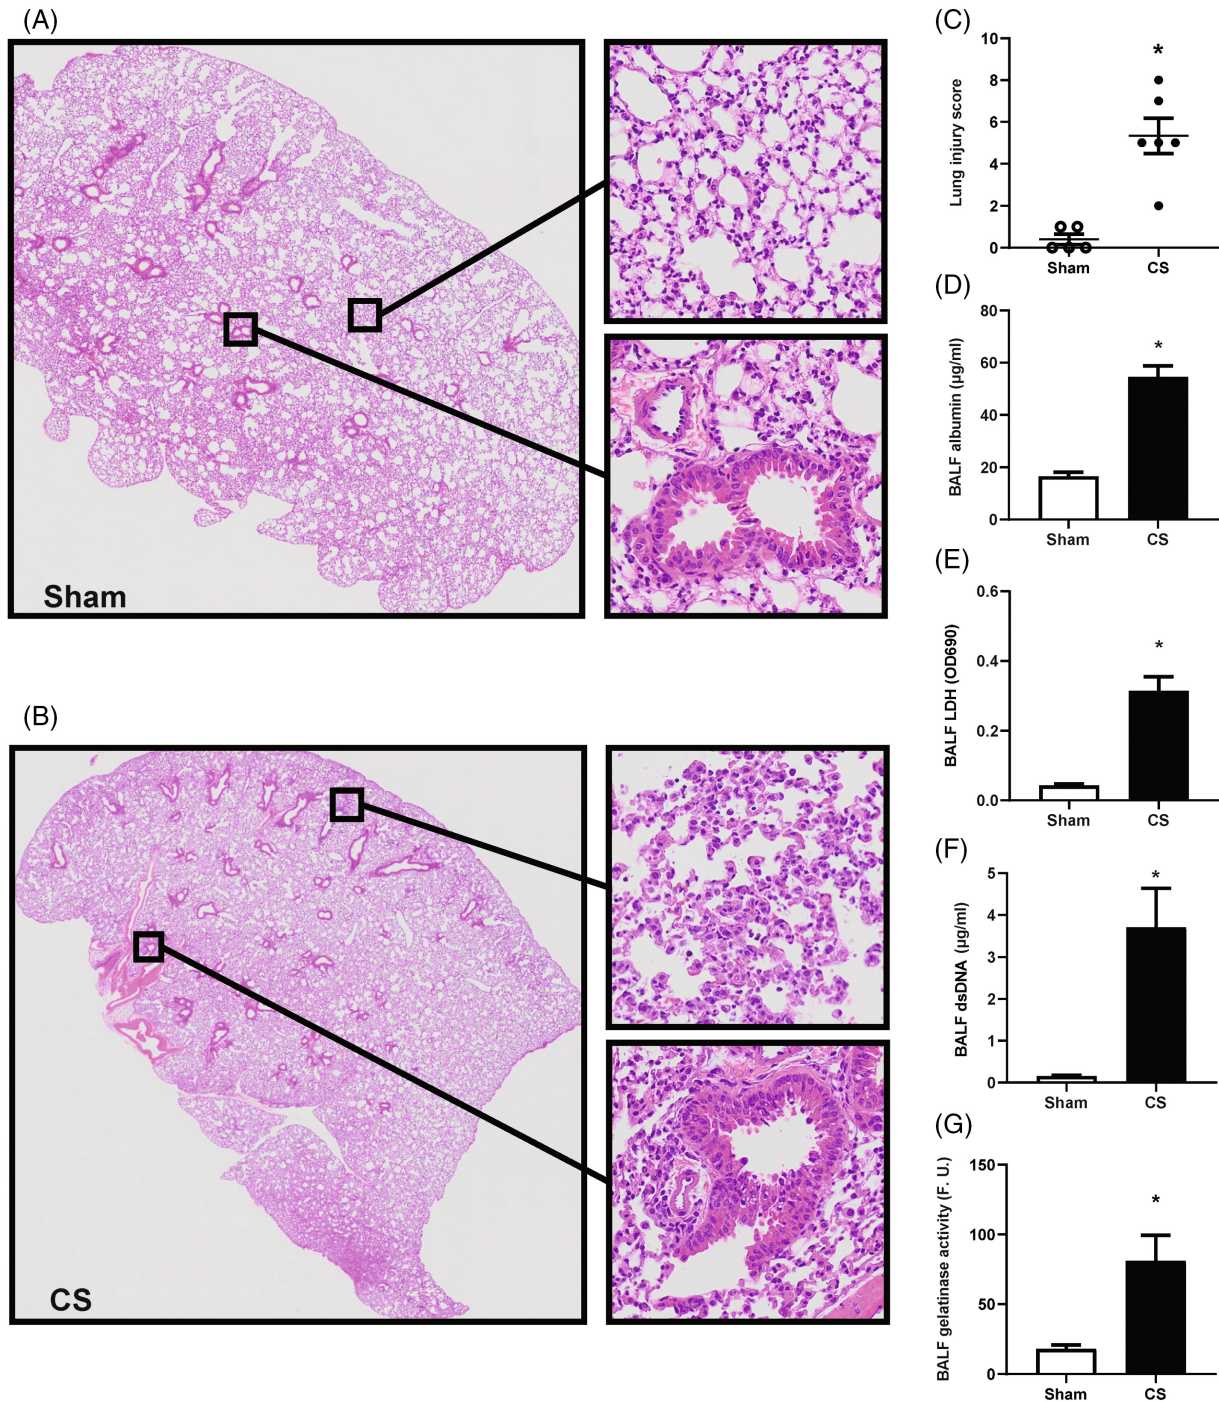 (A)
Sham
(B)
CS
(C)
Lung injury score
10
8
6
4
2
0
*
Sham CS
(D)
BALF albumin (µg/ml)
80
60
40
20
0
*
Sham CS
(E)
BALF LDH (OD690)
0.6
0.4
0.2
0.0
*
Sham CS
(F)
BALF dsDNA (µg/ml)
5
4
3
2
1
0
*
Sham CS
(G)
BALF gelatinase activity (F. U.)
150
100
50
0
*
Sham CS